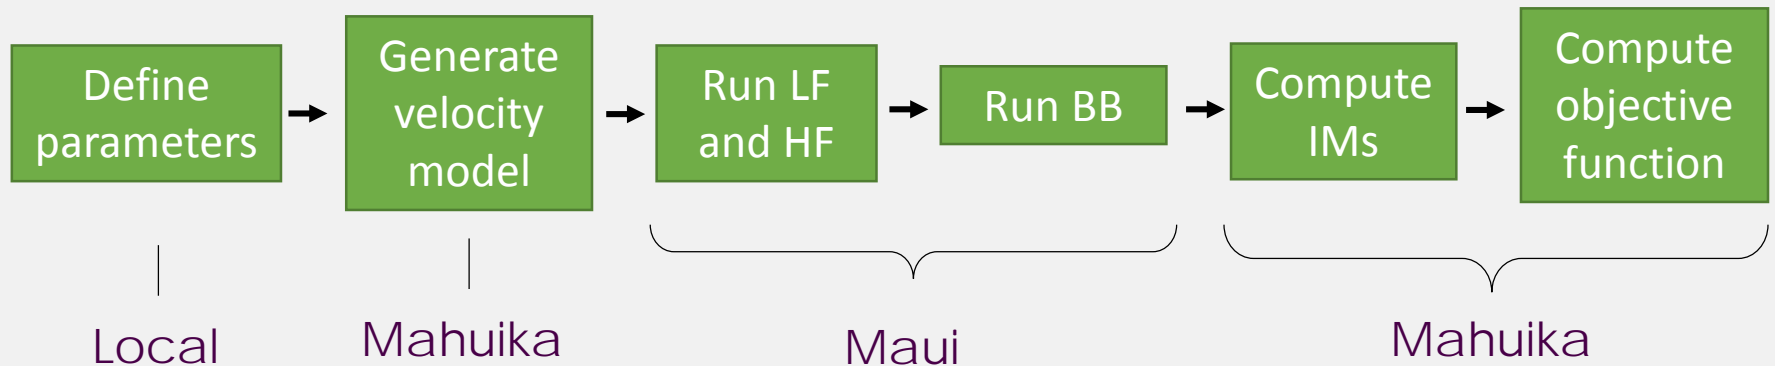 Define
parameters
Generate
velocity
model
Run LF
and HF
Run BB
Compute
IMs
Compute
objective
function
Local
Mahuika
Maui
Mahuika